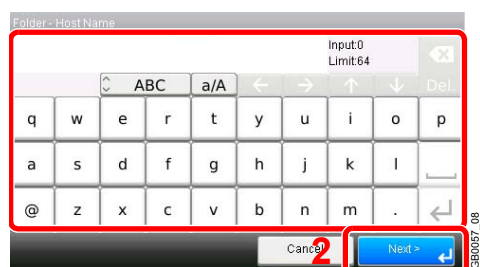 Folder - Host Name
Input:0
Limit:64
ABC a/A Del.
q w e r t y u i o p
a s d f g h j k l
@ z x c v b n m .
Cancel 2 Next >
GB0057_08